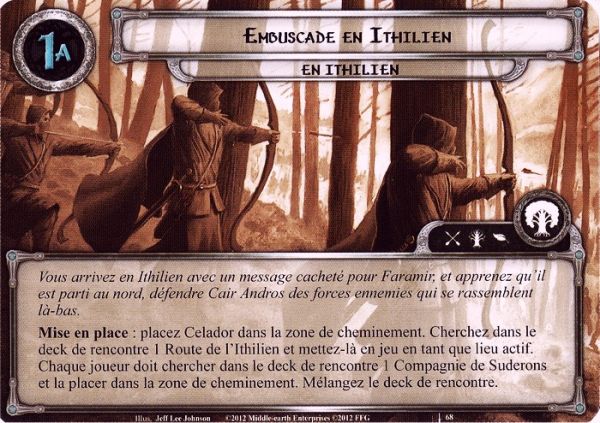 1A
Embuscade en Ithilien
EN ITHILIEN
Vous arrivez en Ithilien avec un message cacheté pour Faramir, et apprenez qu'il
est parti au nord, défendre Cair Andros des forces ennemies qui se rassemblent
là-bas.
Mise en place : placez Celador dans la zone de cheminement. Cherchez dans le
deck de rencontre 1 Route de l'Ithilien et mettez-là en jeu en tant que lieu actif.
Chaque joueur doit chercher dans le deck de rencontre 1 Compagnie de Suderons
et la placer dans la zone de cheminement. Mélangez le deck de rencontre.
Illus. Jeff Lee Johnson ©2012 Middle-earth Enterprises ©2012 FFG 68